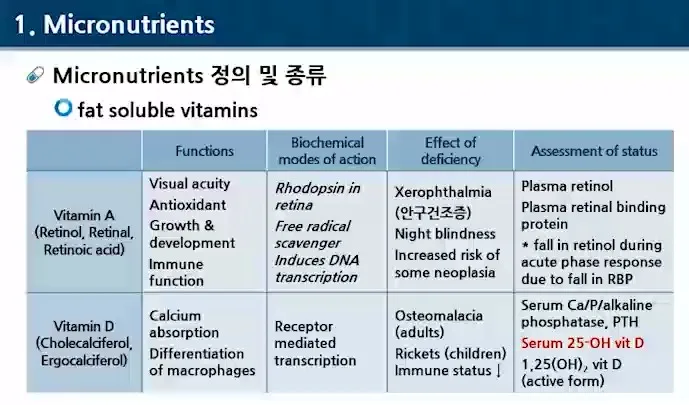 1. Micronutrients
Micronutrients 정의 및 종류
fat soluble vitamins
Functions
Biochemical
modes of action
Effect of
deficiency
Assessment of status
Vitamin A
(Retinol, Retinal,
Retinoic acid)
Visual acuity
Antioxidant
Growth &
development
Immune
function
Rhodopsin in
retina
Free radical
scavenger
Induces DNA
transcription
Xerophthalmia
(안구건조증)
Night blindness
Increased risk of
some neoplasia
Plasma retinol
Plasma retinal binding
protein
* fall in retinol during
acute phase response
due to fall in RBP
Vitamin D
(Cholecalciferol,
Ergocalciferol)
Calcium
absorption
Differentiation
of macrophages
Receptor
mediated
transcription
Osteomalacia
(adults)
Rickets (children)
Immune status ↓
Serum Ca/P/alkaline
phosphatase, PTH
Serum 25-OH vit D
1,25(OH)₂ vit D
(active form)